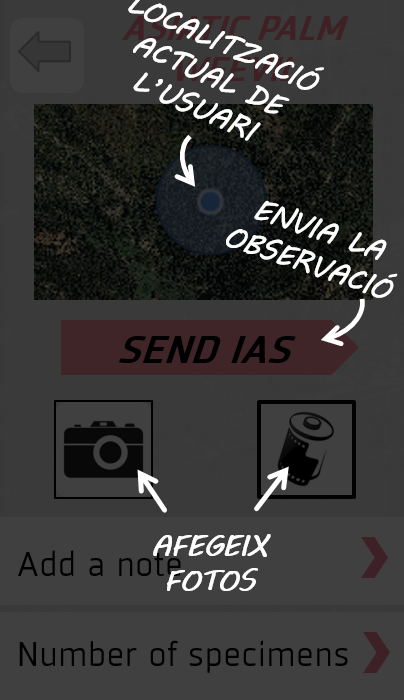 ASIATIC PALM
WEEVIL
LOCALITZACIÓ
ACTUAL DE
L'USUARI
ENVIA LA
OBSERVACIÓ
SEND IAS
AFEGEIX
FOTOS
Add a note
Number of specimens